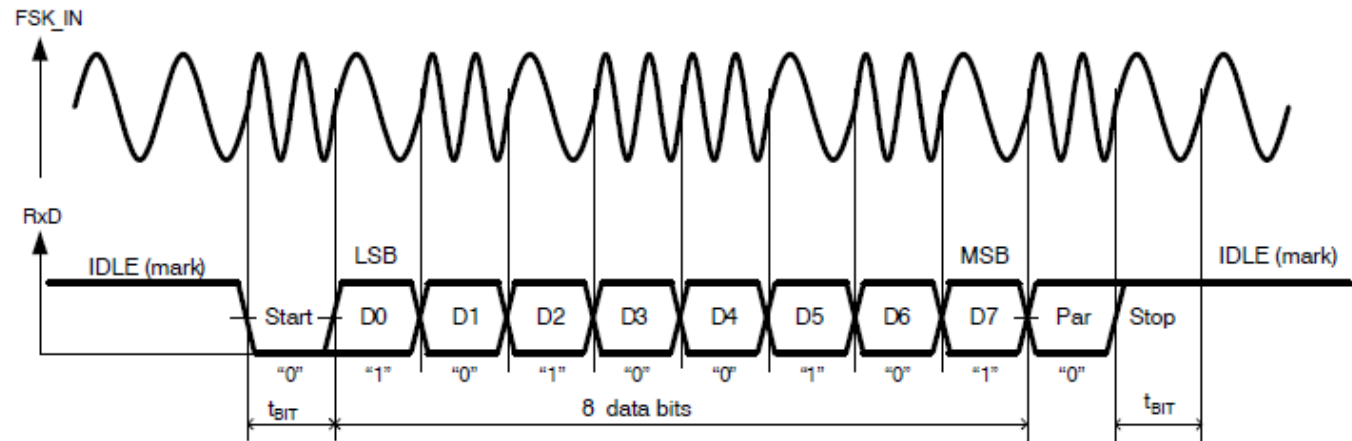 FSK_IN
RxD
IDLE (mark)
LSB
MSB
IDLE (mark)
Start D0 D1 D2 D3 D4 D5 D6 D7 Par Stop
“0” “1” “0” “1” “0” “0” “1” “0” “1” “0”
tBIT 8 data bits tBIT